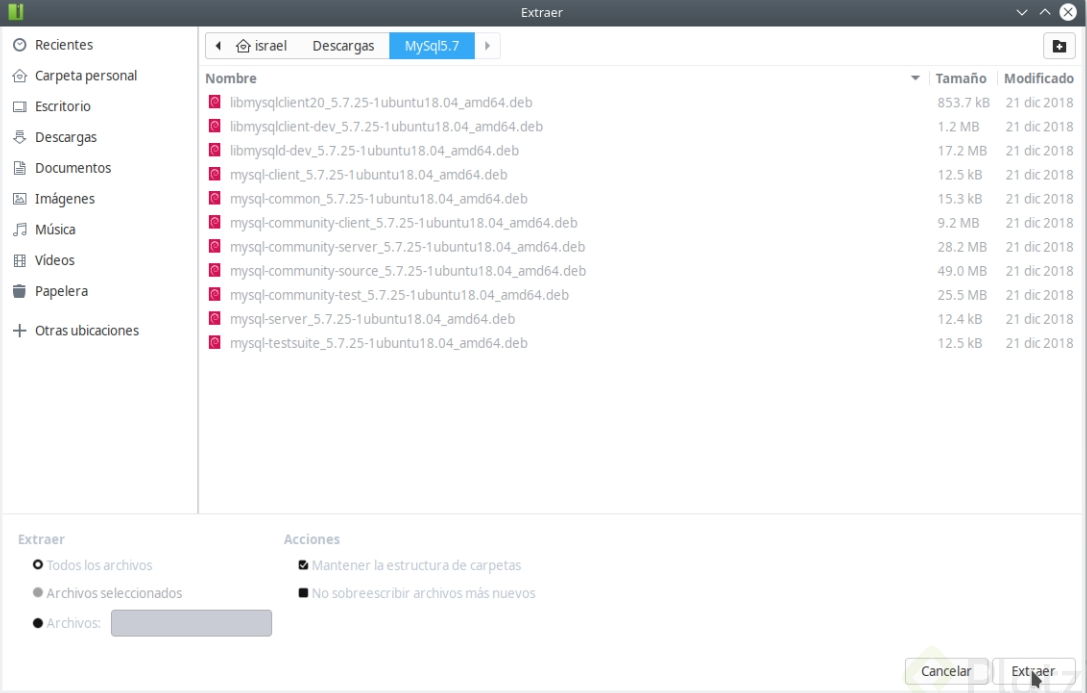 Extraer
Recientes
Carpeta personal
Escritorio
Descargas
Documentos
Imágenes
Música
Vídeos
Papelera
Otras ubicaciones
israel Descargas MySql5.7
Nombre Tamaño Modificado
libmysqlclient20_5.7.25-1ubuntu18.04_amd64.deb 853.7 kB 21 dic 2018
libmysqlclient-dev_5.7.25-1ubuntu18.04_amd64.deb 1.2 MB 21 dic 2018
libmysqld-dev_5.7.25-1ubuntu18.04_amd64.deb 17.2 MB 21 dic 2018
mysql-client_5.7.25-1ubuntu18.04_amd64.deb 12.5 kB 21 dic 2018
mysql-common_5.7.25-1ubuntu18.04_amd64.deb 15.3 kB 21 dic 2018
mysql-community-client_5.7.25-1ubuntu18.04_amd64.deb 9.2 MB 21 dic 2018
mysql-community-server_5.7.25-1ubuntu18.04_amd64.deb 28.2 MB 21 dic 2018
mysql-community-source_5.7.25-1ubuntu18.04_amd64.deb 49.0 MB 21 dic 2018
mysql-community-test_5.7.25-1ubuntu18.04_amd64.deb 25.5 MB 21 dic 2018
mysql-server_5.7.25-1ubuntu18.04_amd64.deb 12.4 kB 21 dic 2018
mysql-testsuite_5.7.25-1ubuntu18.04_amd64.deb 12.5 kB 21 dic 2018
Extraer
Todos los archivos
Archivos seleccionados
Archivos:
Acciones
Mantener la estructura de carpetas
No sobreescribir archivos más nuevos
Cancelar Extraer